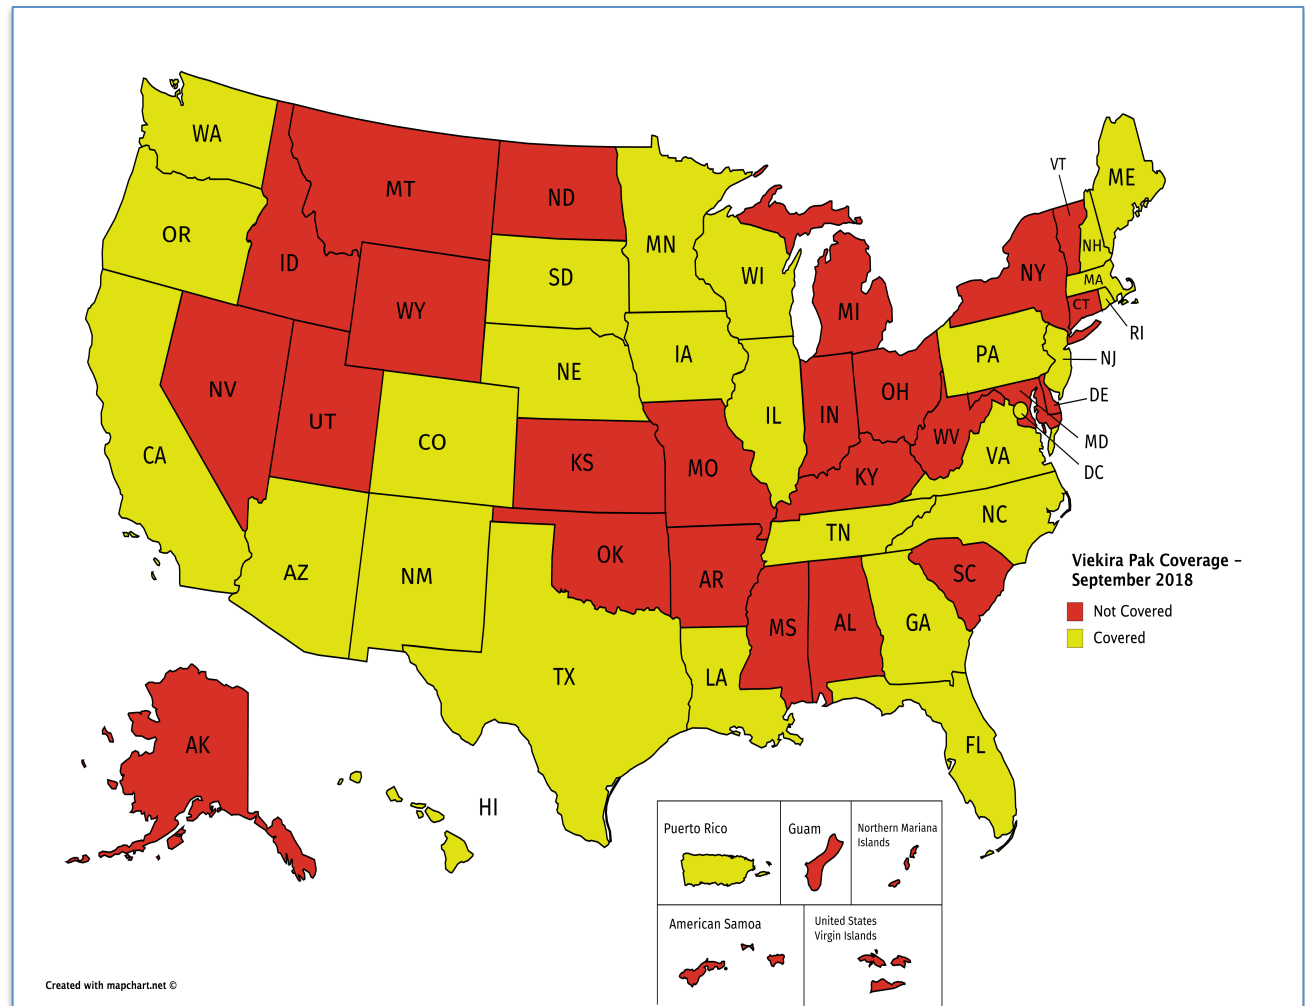 WA
VT
ME
MT
ND
OR
MN
NH
ID
SD
WI
NY
MA
WY
MI
CT
RI
IA
PA
NJ
NE
NV
OH
DE
UT
IL
IN
CO
WV
MD
CA
KS
MO
KY
VA
DC
NC
TN
OK
AZ
NM
AR
SC
Viekira Pak Coverage –
September 2018
Not Covered
Covered
MS
AL
GA
TX
LA
AK
FL
HI
Puerto Rico
Guam
Northern Mariana
Islands
American Samoa
United States
Virgin Islands
Created with mapchart.net ©